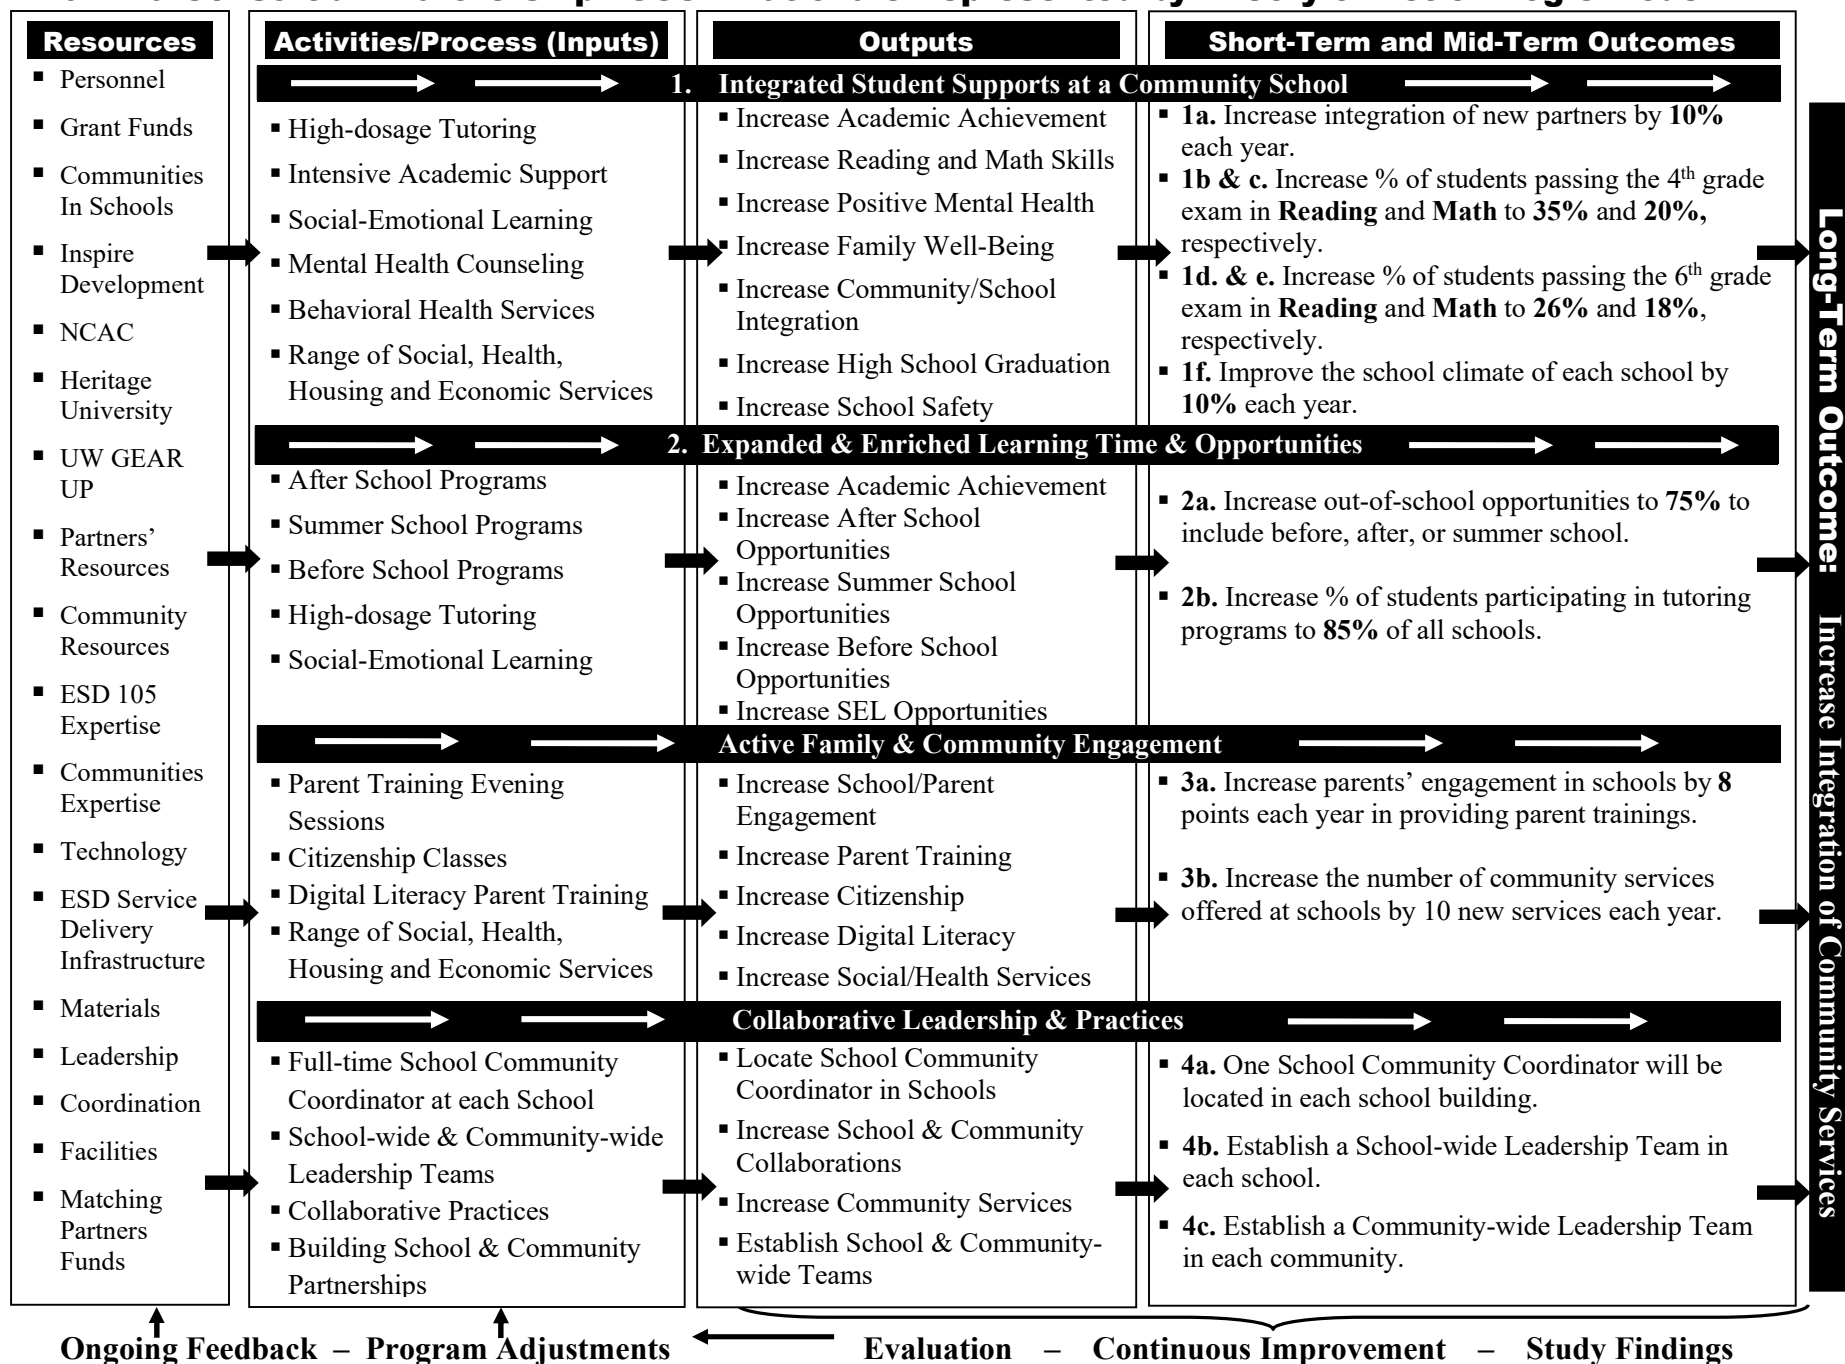 Resources
▪ Personnel
▪ Grant Funds
▪ Communities
In Schools
▪ Inspire
Development
▪ NCAC
▪ Heritage
University
▪ UW GEAR
UP
▪ Partners’
Resources
▪ Community
Resources
▪ ESD 105
Expertise
▪ Communities
Expertise
▪ Technology
▪ ESD Service
Delivery
Infrastructure
▪ Materials
▪ Leadership
▪ Coordination
▪ Facilities
▪ Matching
Partners
Funds
Activities/Process (Inputs)
Outputs
Short-Term and Mid-Term Outcomes
1. Integrated Student Supports at a Community School
▪ High-dosage Tutoring
▪ Intensive Academic Support
▪ Social-Emotional Learning
▪ Mental Health Counseling
▪ Behavioral Health Services
▪ Range of Social, Health,
Housing and Economic Services
▪ Increase Academic Achievement
▪ Increase Reading and Math Skills
▪ Increase Positive Mental Health
▪ Increase Family Well-Being
▪ Increase Community/School
Integration
▪ Increase High School Graduation
▪ Increase School Safety
▪ 1a. Increase integration of new partners by 10%
each year.
▪ 1b & c. Increase % of students passing the 4th grade
exam in Reading and Math to 35% and 20%,
respectively.
▪ 1d. & e. Increase % of students passing the 6th grade
exam in Reading and Math to 26% and 18%,
respectively.
▪ 1f. Improve the school climate of each school by
10% each year.
2. Expanded & Enriched Learning Time & Opportunities
▪ After School Programs
▪ Summer School Programs
▪ Before School Programs
▪ High-dosage Tutoring
▪ Social-Emotional Learning
▪ Increase Academic Achievement
▪ Increase After School
Opportunities
▪ Increase Summer School
Opportunities
▪ Increase Before School
Opportunities
▪ Increase SEL Opportunities
▪ 2a. Increase out-of-school opportunities to 75% to
include before, after, or summer school.
▪ 2b. Increase % of students participating in tutoring
programs to 85% of all schools.
Active Family & Community Engagement
▪ Parent Training Evening
Sessions
▪ Citizenship Classes
▪ Digital Literacy Parent Training
▪ Range of Social, Health,
Housing and Economic Services
▪ Increase School/Parent
Engagement
▪ Increase Parent Training
▪ Increase Citizenship
▪ Increase Digital Literacy
▪ Increase Social/Health Services
▪ 3a. Increase parents’ engagement in schools by 8
points each year in providing parent trainings.
▪ 3b. Increase the number of community services
offered at schools by 10 new services each year.
Collaborative Leadership & Practices
▪ Full-time School Community
Coordinator at each School
▪ School-wide & Community-wide
Leadership Teams
▪ Collaborative Practices
▪ Building School & Community
Partnerships
▪ Locate School Community
Coordinator in Schools
▪ Increase School & Community
Collaborations
▪ Increase Community Services
▪ Establish School & Community-
wide Teams
▪ 4a. One School Community Coordinator will be
located in each school building.
▪ 4b. Establish a School-wide Leadership Team in
each school.
▪ 4c. Establish a Community-wide Leadership Team
in each community.
Long-Term Outcome: Increase Integration of Community Services
Ongoing Feedback – Program Adjustments
Evaluation – Continuous Improvement – Study Findings